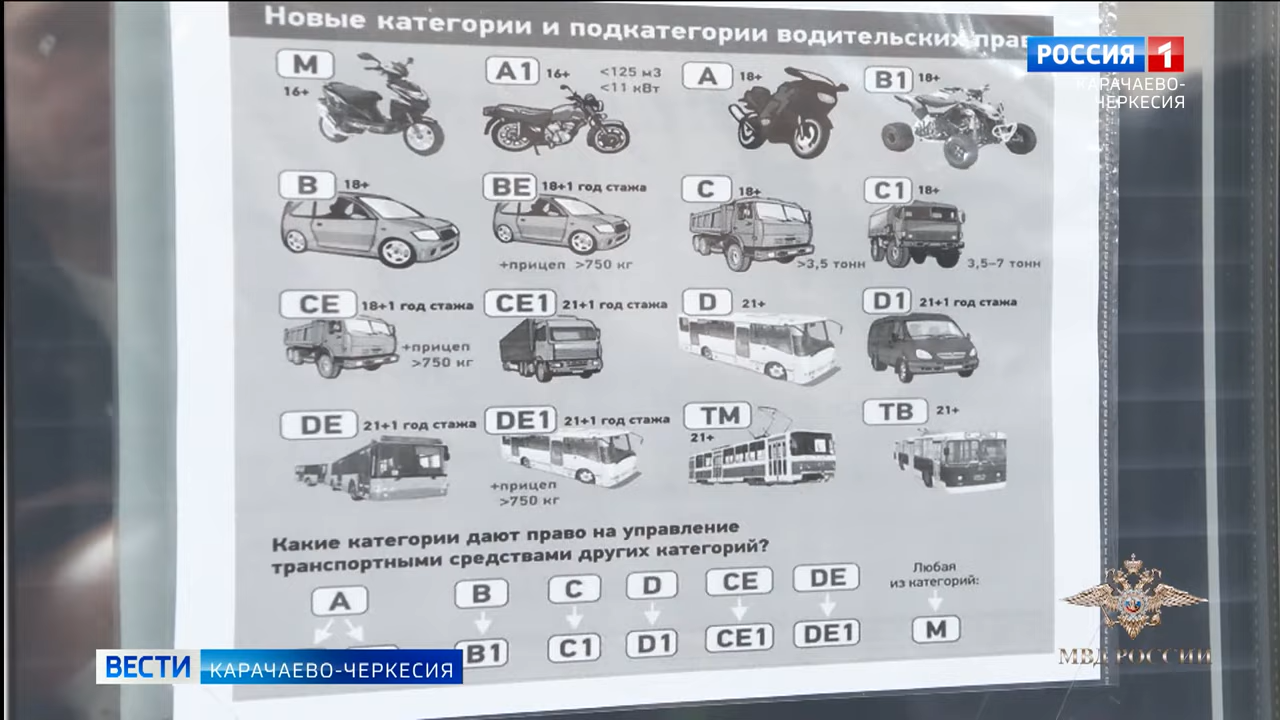 Новые категории и подкатегории водительских прав
РОССИЯ 1
КАРАЧАЕВО-
ЧЕРКЕСИЯ
M
16+
A1 16+ <125 м3
<11 кВт
A 18+
B1 18+
B 18+
BE 18+1 год стажа
+прицеп >750 кг
C 18+
>3,5 тонн
C1 18+
3,5–7 тонн
CE 18+1 год стажа
+прицеп
>750 кг
CE1 21+1 год стажа
D 21+
D1 21+1 год стажа
DE 21+1 год стажа
DE1 21+1 год стажа
+прицеп
>750 кг
TM
21+
TB 21+
Какие категории дают право на управление
транспортными средствами других категорий?
A B C D CE DE Любая
из категорий:
B1 C1 D1 CE1 DE1 M
МВД РОССИИ
ВЕСТИ КАРАЧАЕВО-ЧЕРКЕСИЯ